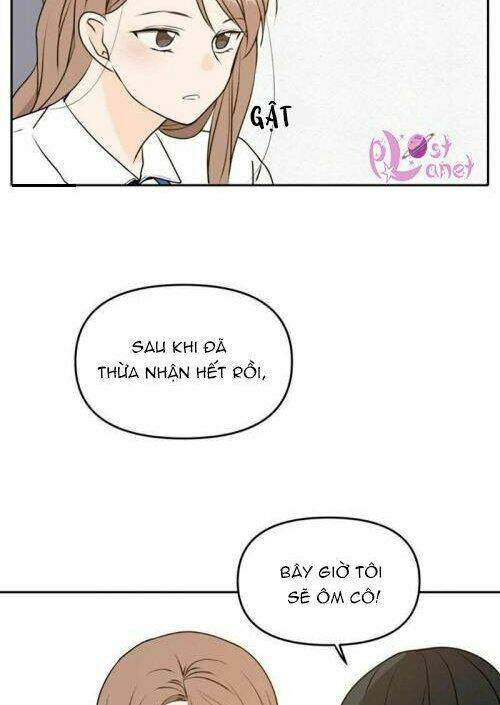 GẬT
Lost
Planet
SAU KHI ĐÃ
THỪA NHẬN HẾT RỒI,
BÂY GIỜ TÔI
SẼ ÔM CÔ!